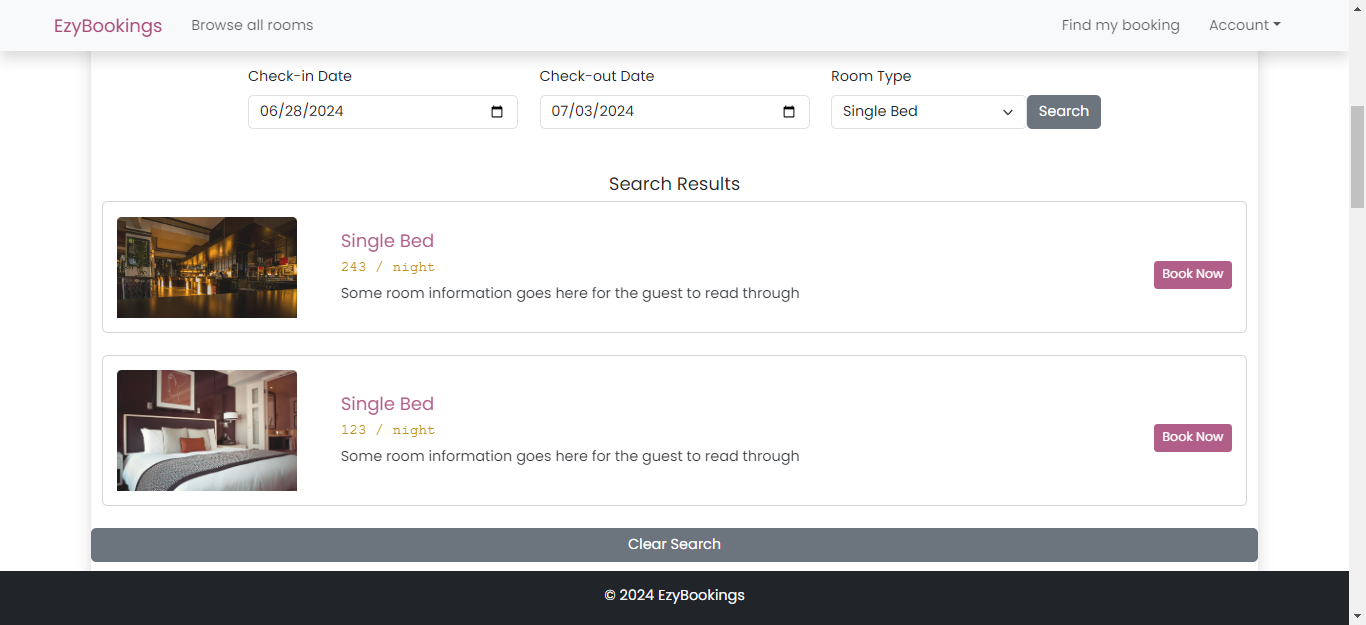 EzyBookings Browse all rooms Find my booking Account
Check-in Date Check-out Date Room Type
06/28/2024 07/03/2024 Single Bed Search
Search Results
Single Bed
243 / night
Book Now
Some room information goes here for the guest to read through
Single Bed
123 / night
Book Now
Some room information goes here for the guest to read through
Clear Search
© 2024 EzyBookings